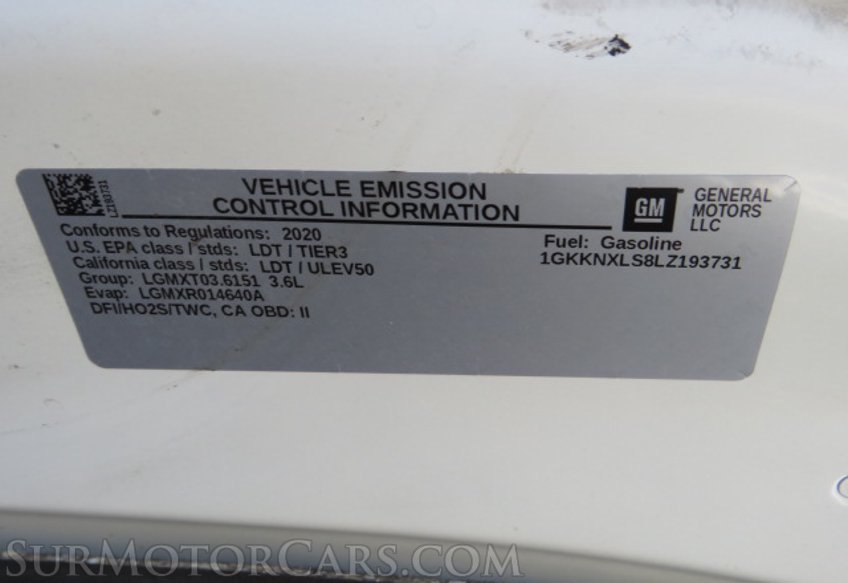 LZ193731
VEHICLE EMISSION
CONTROL INFORMATION
GM
GENERAL
MOTORS
LLC
Conforms to Regulations: 2020
U.S. EPA class / stds: LDT / TIER3
California class / stds: LDT / ULEV50
Group: LGMXT03.6151 3.6L
Evap: LGMXR014640A
DFI/HO2S/TWC, CA OBD: II
Fuel: Gasoline
1GKKNXLS8LZ193731
SURMOTORCARS.COM